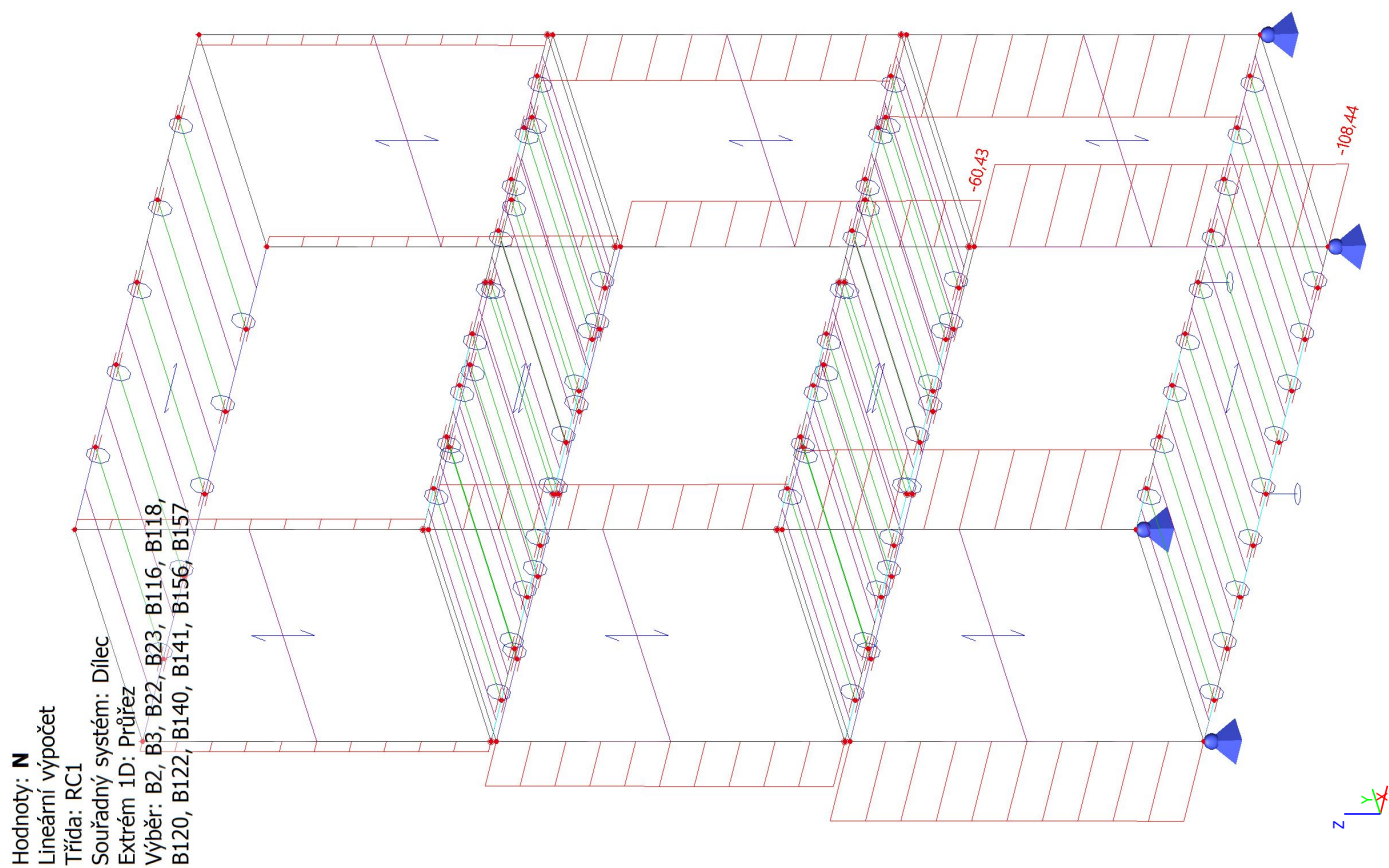 Hodnoty: N
Lineární výpočet
Třída: RC1
Souřadný systém: Dílec
Extrém 1D: Průřez
Výběr: B2, B3, B22, B23, B116, B118,
B120, B122, B140, B141, B156, B157
-60,43
-108,44
Z
Y
X